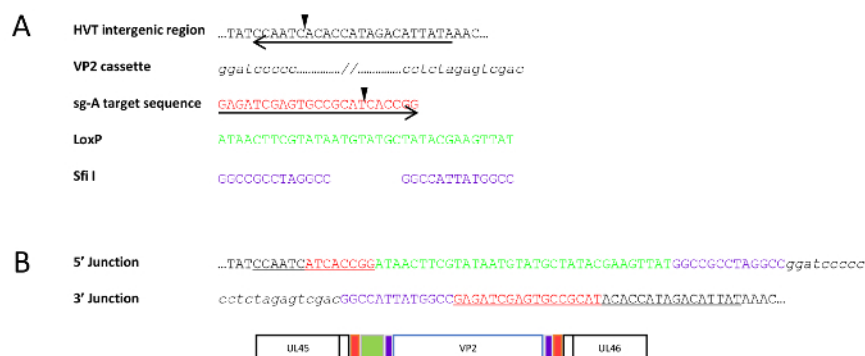 A
HVT intergenic region …TATCCAATCACACCATAGACATTATAAAC…
VP2 cassette ggatccccc……………//……………cctctagagtcgac
sg-A target sequence GAGATCGAGTGCCGCATCACCGG
LoxP ATAACTTCGTATAATGTATGCTATACGAAGTTAT
Sfi I GGCCGCCTAGGCC GGCCATTATGGCC
B
5’ Junction …TATCCAATCATCACCGGATAACTTCGTATAATGTATGCTATACGAAGTTATGGCCGCCTAGGCCggatccccc
3’ Junction cctctagagtcgacGGCCATTATGGCCGAGATCGAGTGCCGCATACACCATAGACATTATAAAC…
UL45 VP2 UL46